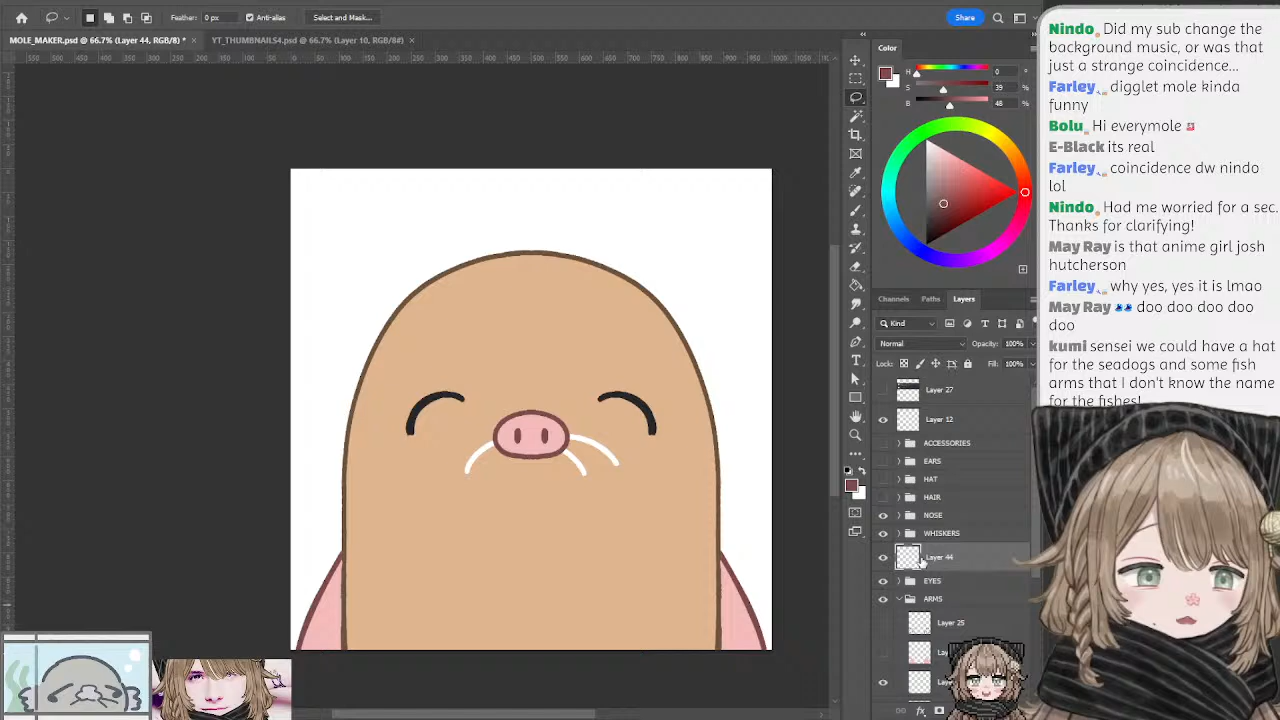 Feather: 0 px Anti-alias Select and Mask... Share
MOLE_MAKER.psd @ 66.7% (Layer 44, RGB/8) * × YT_THUMBNAILS4.psd @ 66.7% (Layer 10, RGB/8#) ×
Color
H 0 °
S 39 %
B 48 %
Channels Paths Layers
Kind
Normal Opacity: 100%
Lock: Fill: 100%
Layer 27
Layer 12
ACCESSORIES
EARS
HAT
HAIR
NOSE
WHISKERS
Layer 44
EYES
ARMS
Layer 25
Nindo Did my sub change the
background music, or was that
just a strange coincidence...
Farley digglet mole kinda
funny
Bolu Hi everymole
E-Black its real
Farley coincidence dw nindo
lol
Nindo Had me worried for a sec.
Thanks for clarifying!
May Ray is that anime girl josh
hutcherson
Farley why yes, yes it is lmao
May Ray doo doo doo doo
doo
kumi sensei we could have a hat
for the seadogs and some fish
arms that I don't know the name
for the fishes!